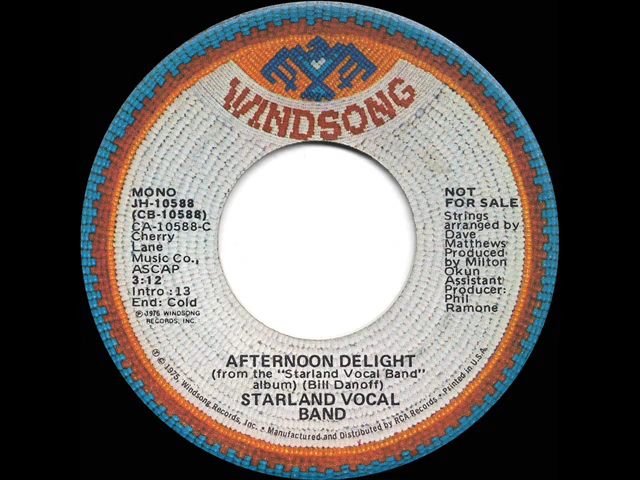 WINDSONG
MONO
JH-10588
(CB-10588)
CA-10588-C
Cherry
Lane
Music Co.,
ASCAP
3:12
Intro :13
End: Cold
℗ 1976 WINDSONG
RECORDS, INC.
NOT
FOR SALE
Strings
arranged by
Dave
Matthews
Produced
by Milton
Okun
Assistant
Producer:
Phil
Ramone
AFTERNOON DELIGHT
(from the "Starland Vocal Band"
album) (Bill Danoff)
STARLAND VOCAL
BAND
℗ © 1975, Windsong Records, Inc. • Manufactured and Distributed by RCA Records • Printed in U.S.A.